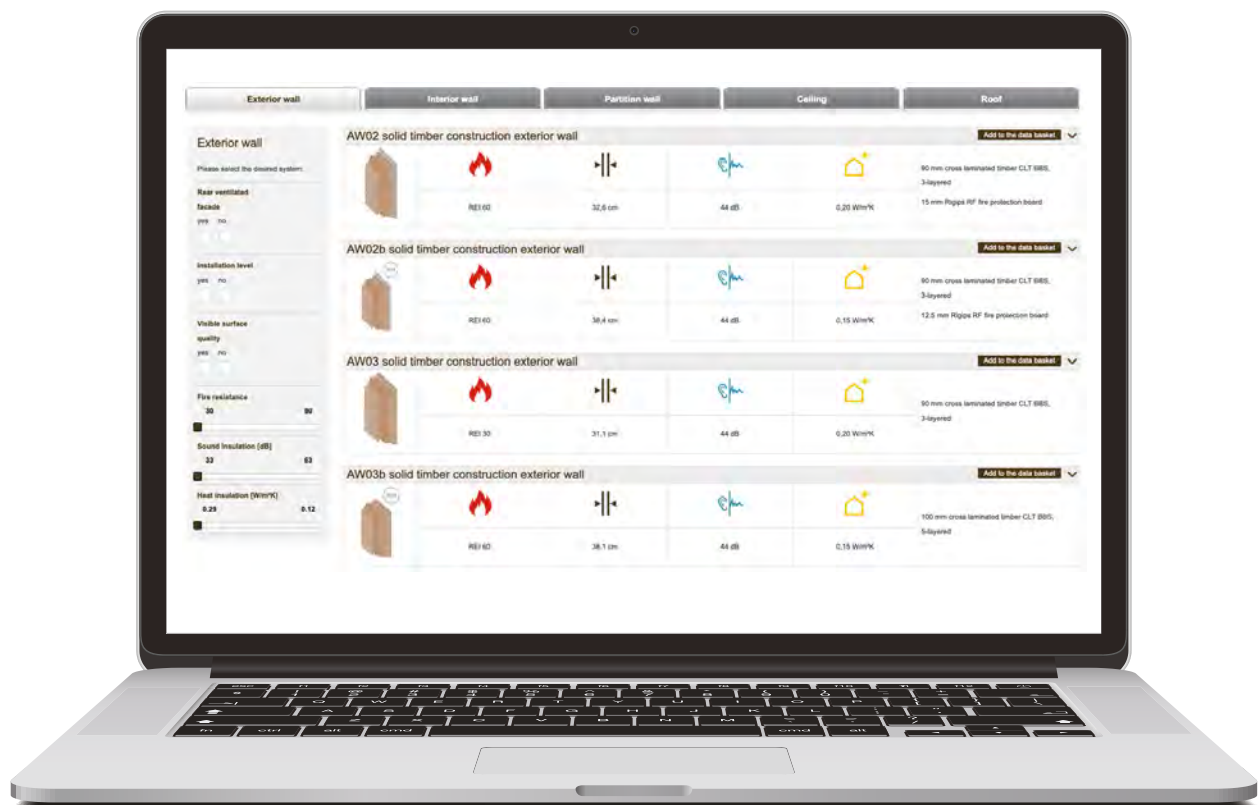 Exterior wall
Interior wall
Partition wall
Ceiling
Roof
Exterior wall
Please select the desired system:
Rear ventilated
facade
yes no
Installation level
yes no
Visible surface
quality
yes no
Fire resistance
30 90
Sound insulation [dB]
33 63
Heat insulation [W/m²K]
0.29 0.12
AW02 solid timber construction exterior wall
Add to the data basket
REI 60
32,6 cm
44 dB
0,20 W/m²K
90 mm cross laminated timber CLT BBS,
3-layered
15 mm Rigips RF fire protection board
AW02b solid timber construction exterior wall
Add to the data basket
REI 60
38,4 cm
44 dB
0,15 W/m²K
90 mm cross laminated timber CLT BBS,
3-layered
12.5 mm Rigips RF fire protection board
AW03 solid timber construction exterior wall
Add to the data basket
REI 30
31,1 cm
44 dB
0,20 W/m²K
90 mm cross laminated timber CLT BBS,
3-layered
AW03b solid timber construction exterior wall
Add to the data basket
REI 60
38,1 cm
44 dB
0,15 W/m²K
100 mm cross laminated timber CLT BBS,
5-layered
fn ctrl alt cmd cmd alt